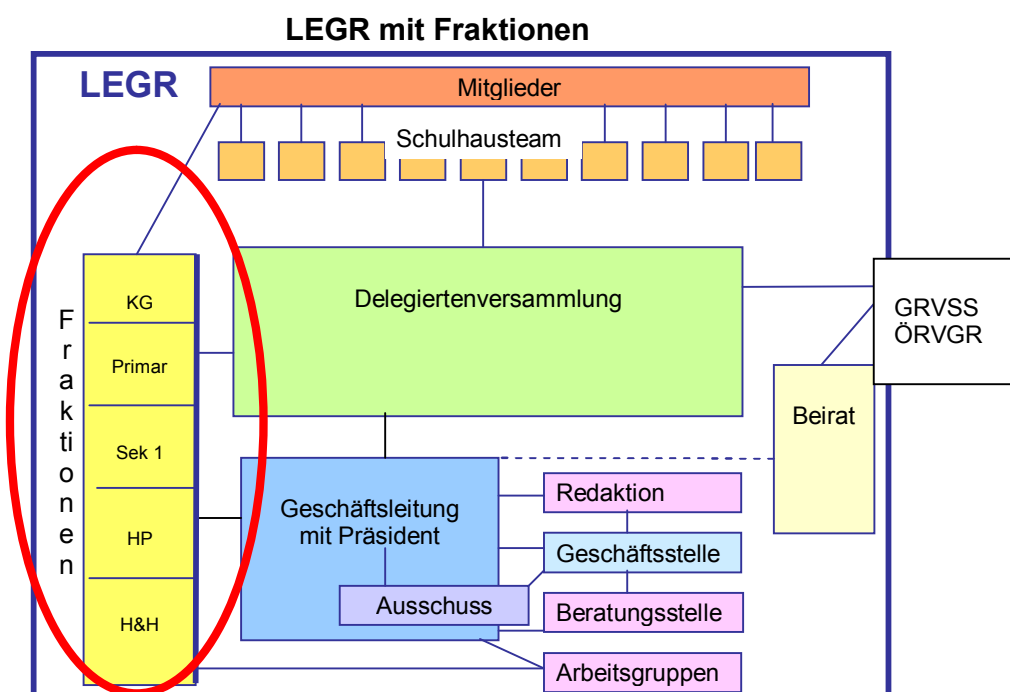 LEGR mit Fraktionen
LEGR
Mitglieder
Schulhausteam
Fraktionen
KG
Primar
Sek 1
HP
H&H
Delegiertenversammlung
GRVSS
ÖRVGR
Beirat
Geschäftsleitung
mit Präsident
Ausschuss
Redaktion
Geschäftsstelle
Beratungsstelle
Arbeitsgruppen